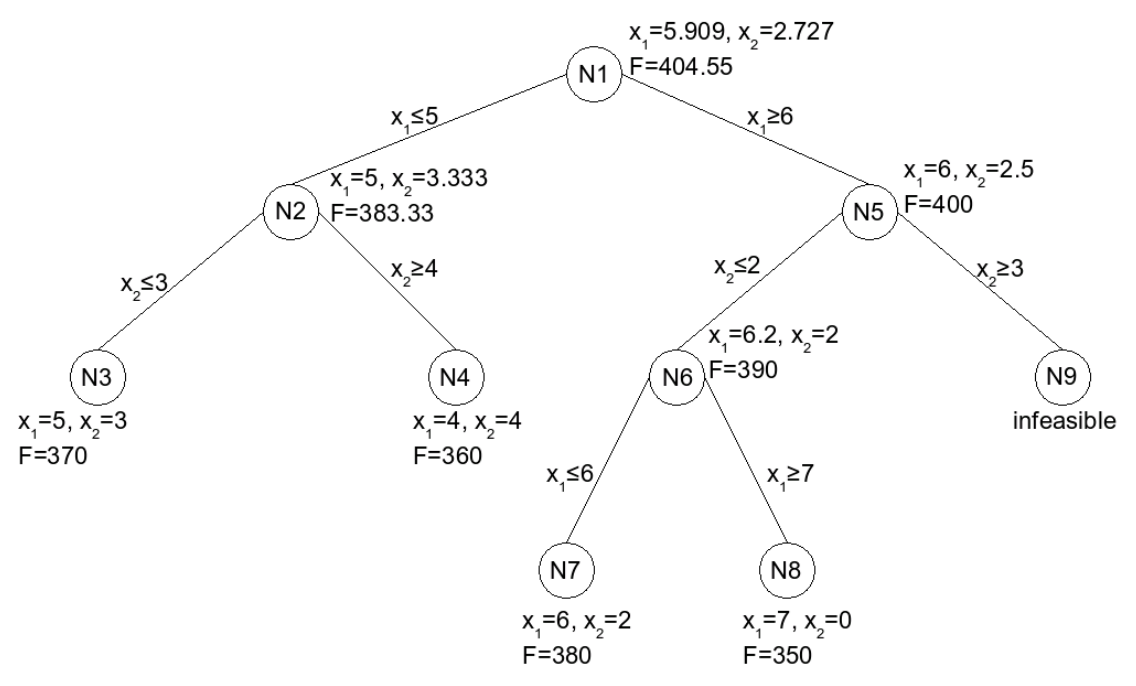 x₁=5.909, x₂=2.727
F=404.55
N1
x₁≤5
x₁≥6
x₁=5, x₂=3.333
F=383.33
N2
x₁=6, x₂=2.5
F=400
N5
x₂≤3
x₂≥4
x₂≤2
x₂≥3
N3
x₁=5, x₂=3
F=370
N4
x₁=4, x₂=4
F=360
x₁=6.2, x₂=2
F=390
N6
N9
infeasible
x₁≤6
x₁≥7
N7
x₁=6, x₂=2
F=380
N8
x₁=7, x₂=0
F=350